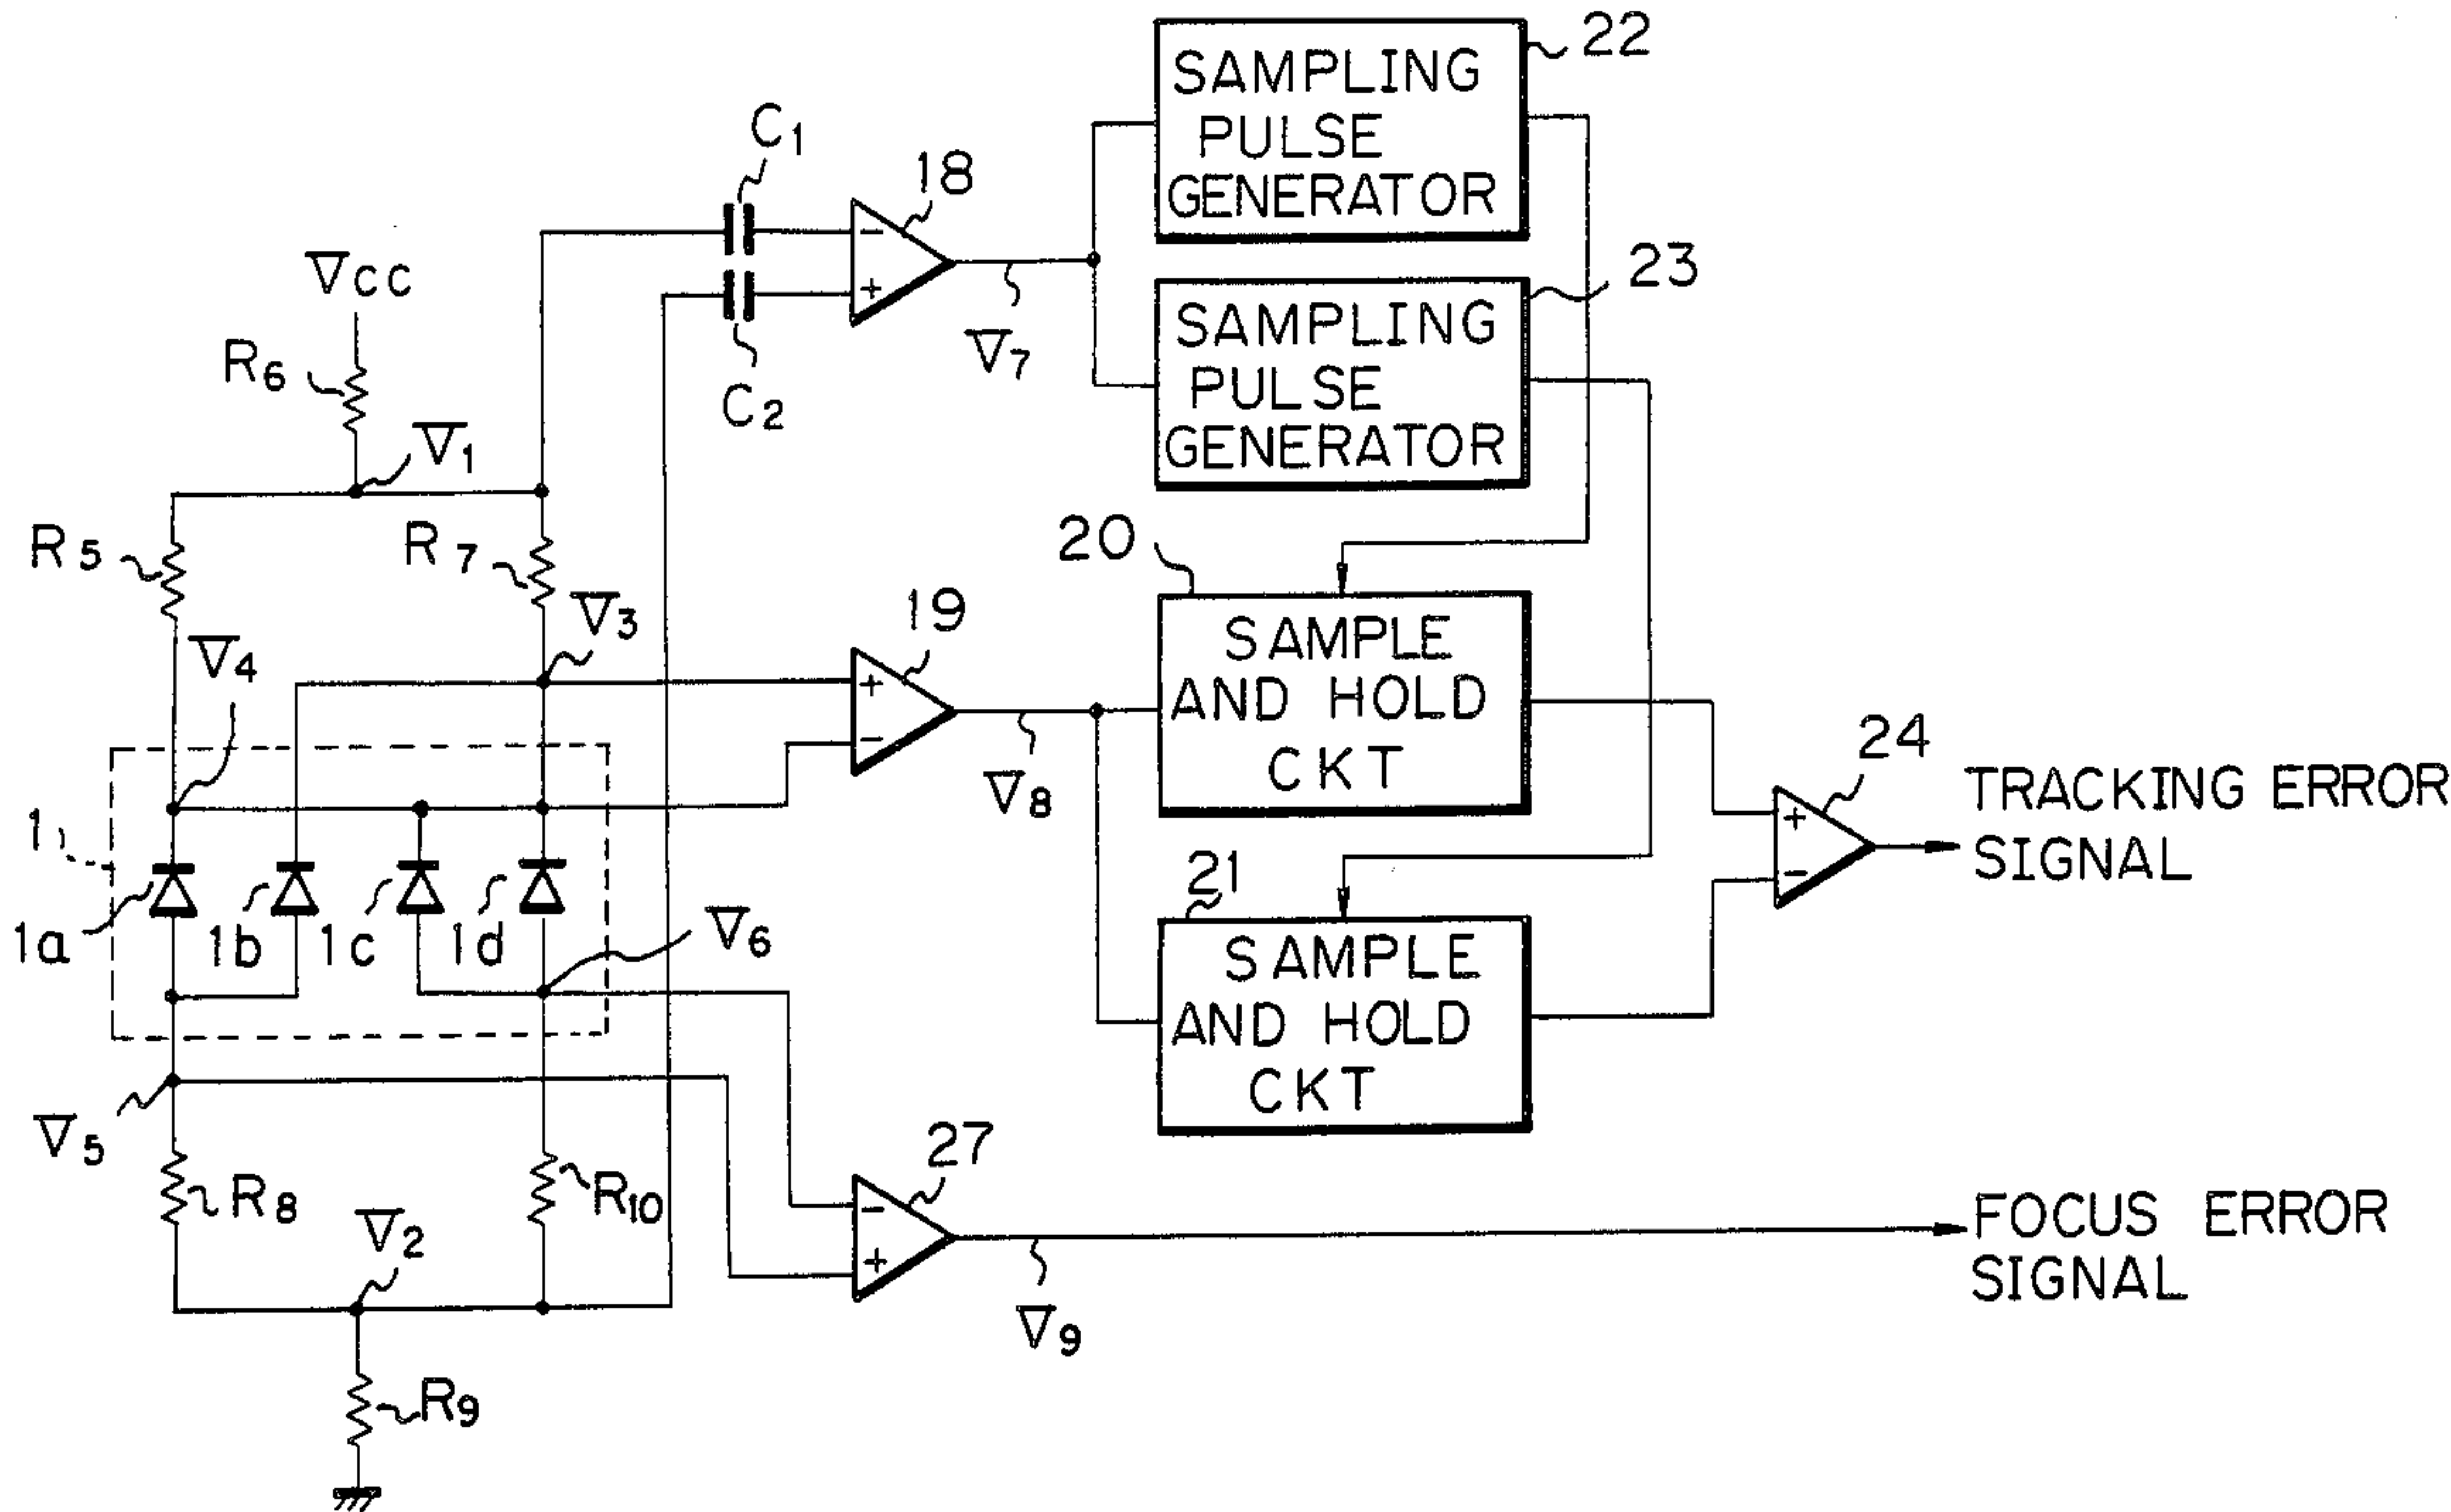 22
SAMPLING
PULSE
GENERATOR
C1
18
23
VCC
SAMPLING
PULSE
GENERATOR
R6
V7
C2
V1
R5
R7
20
V3
19
SAMPLE
AND HOLD
CKT
V4
24
V8
TRACKING ERROR
SIGNAL
1
21
1a
1b
1c
1d
V6
SAMPLE
AND HOLD
CKT
V5
27
R8
R10
V2
FOCUS ERROR
SIGNAL
V9
R9
+
-